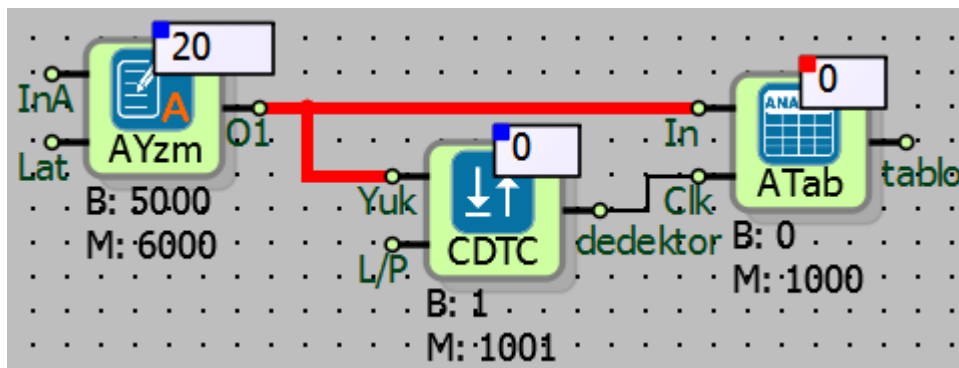 20
InA
A
O1
AYzm
Lat
B: 5000
M: 6000
0
Yuk
CDTC
dedektor
L/P
B: 1
M: 1001
0
In
ANA
ATab
tablo
Clk
B: 0
M: 1000